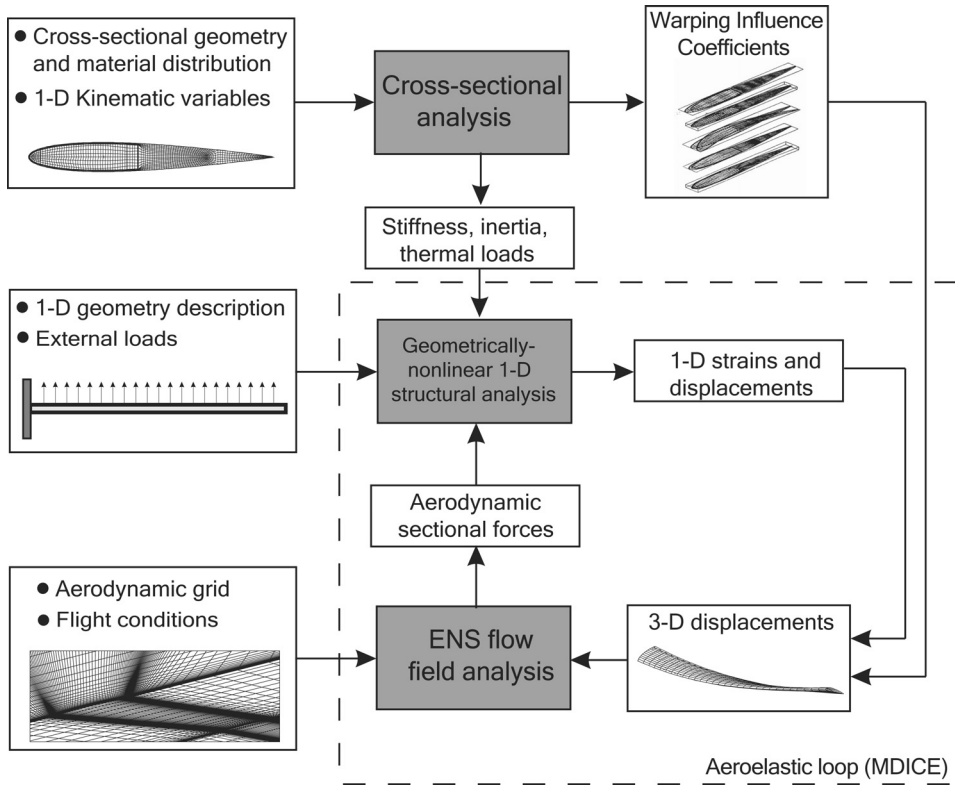 ● Cross-sectional geometry
and material distribution
● 1-D Kinematic variables
Cross-sectional
analysis
Warping Influence
Coefficients
Stiffness, inertia,
thermal loads
● 1-D geometry description
● External loads
Geometrically-
nonlinear 1-D
structural analysis
1-D strains and
displacements
Aerodynamic
sectional forces
● Aerodynamic grid
● Flight conditions
ENS flow
field analysis
3-D displacements
Aeroelastic loop (MDICE)